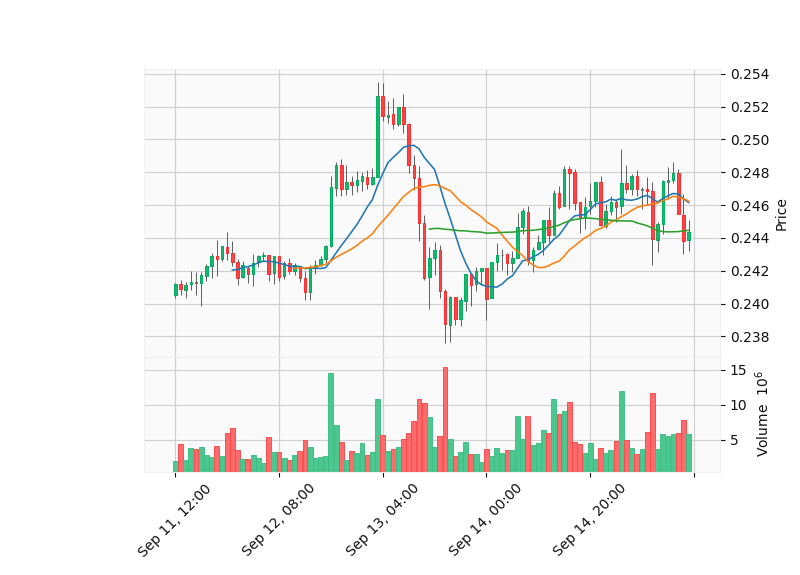 0.254
0.252
0.250
0.248
0.246
0.244
0.242
0.240
0.238
Price
15
10
5
Volume 10^6
Sep 11, 12:00
Sep 12, 08:00
Sep 13, 04:00
Sep 14, 00:00
Sep 14, 20:00